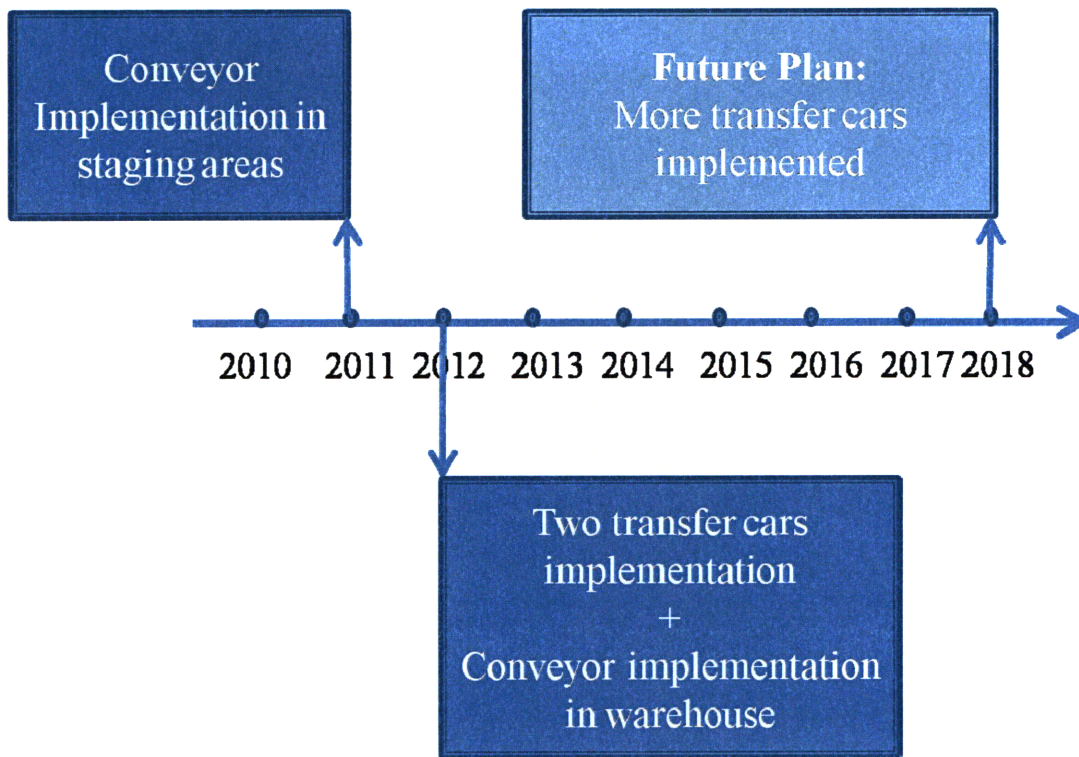 Conveyor
Implementation in
staging areas
Future Plan:
More transfer cars
implemented
2010 2011 2012 2013 2014 2015 2016 2017 2018
Two transfer cars
implementation
+
Conveyor implementation
in warehouse